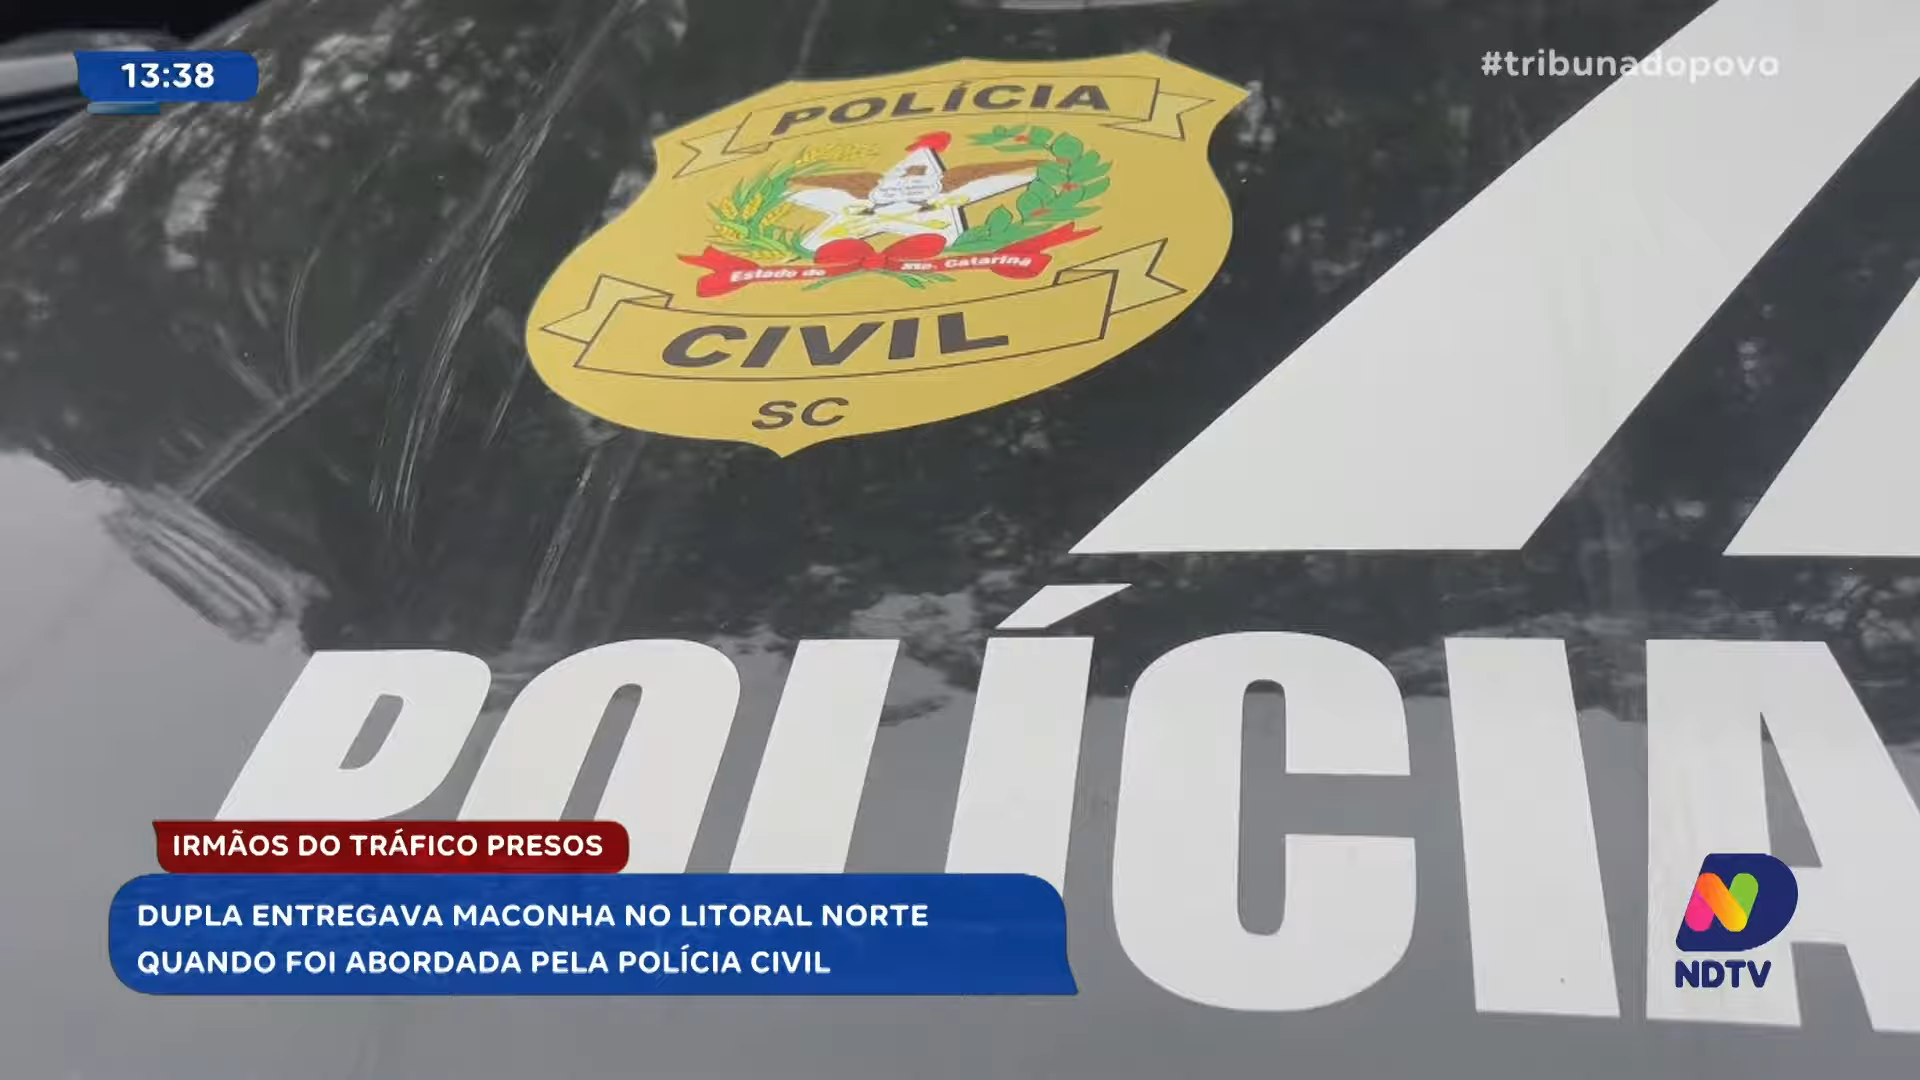 13:38
#tribunadopovo
POLÍCIA
Estado de Sta. Catarina
CIVIL
SC
POLÍCIA
IRMÃOS DO TRÁFICO PRESOS
DUPLA ENTREGAVA MACONHA NO LITORAL NORTE
QUANDO FOI ABORDADA PELA POLÍCIA CIVIL
NDTV